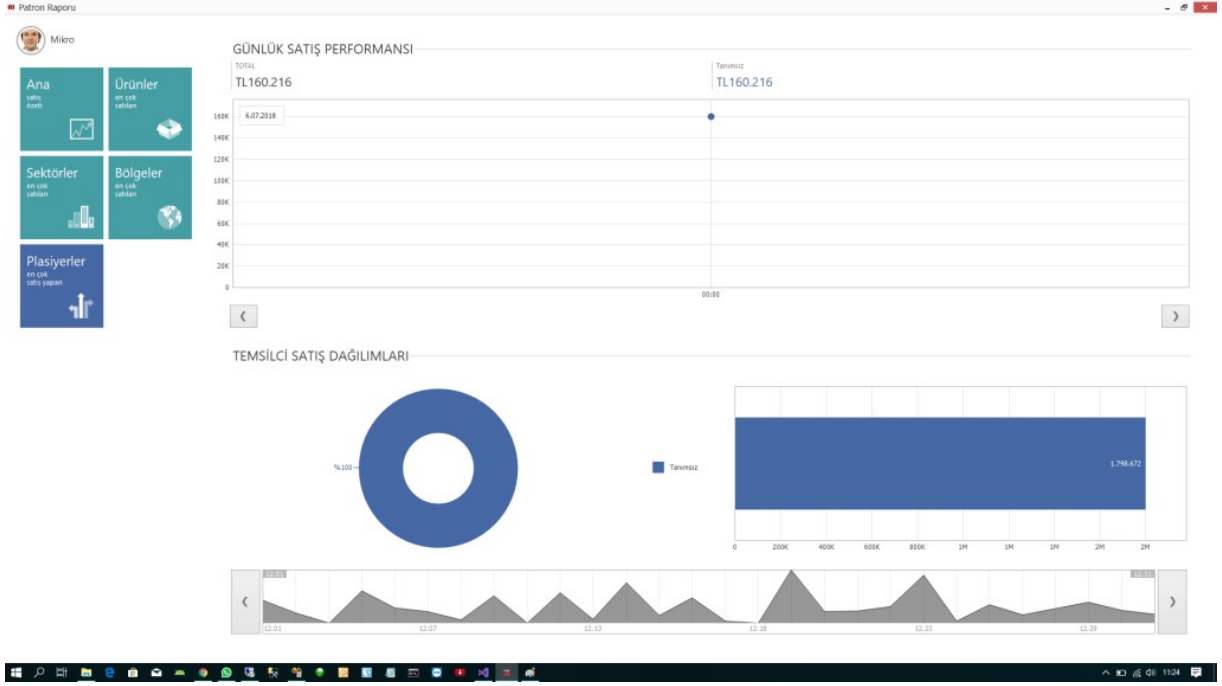 Patron Raporu
Mikro
Ana
satış
özeti
Ürünler
en çok
satılan
Sektörler
en çok
satılan
Bölgeler
en çok
satılan
Plasiyerler
en çok
satış yapan
GÜNLÜK SATIŞ PERFORMANSI
TOTAL
TL160.216
Tanımsız
TL160.216
6.07.2018
160K
140K
120K
100K
80K
60K
40K
20K
0
00:00
TEMSİLCİ SATIŞ DAĞILIMLARI
%100
Tanımsız
1.798.672
0 200K 400K 600K 800K 1M 1M 1M 2M 2M
12.01 12.31
12.01 12.07 12.13 12.18 12.23 12.29
11:24